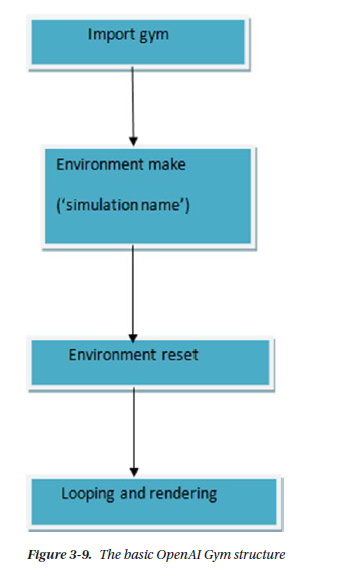 Import gym
Environment make
(‘simulation name’)
Environment reset
Looping and rendering
Figure 3-9. The basic OpenAI Gym structure